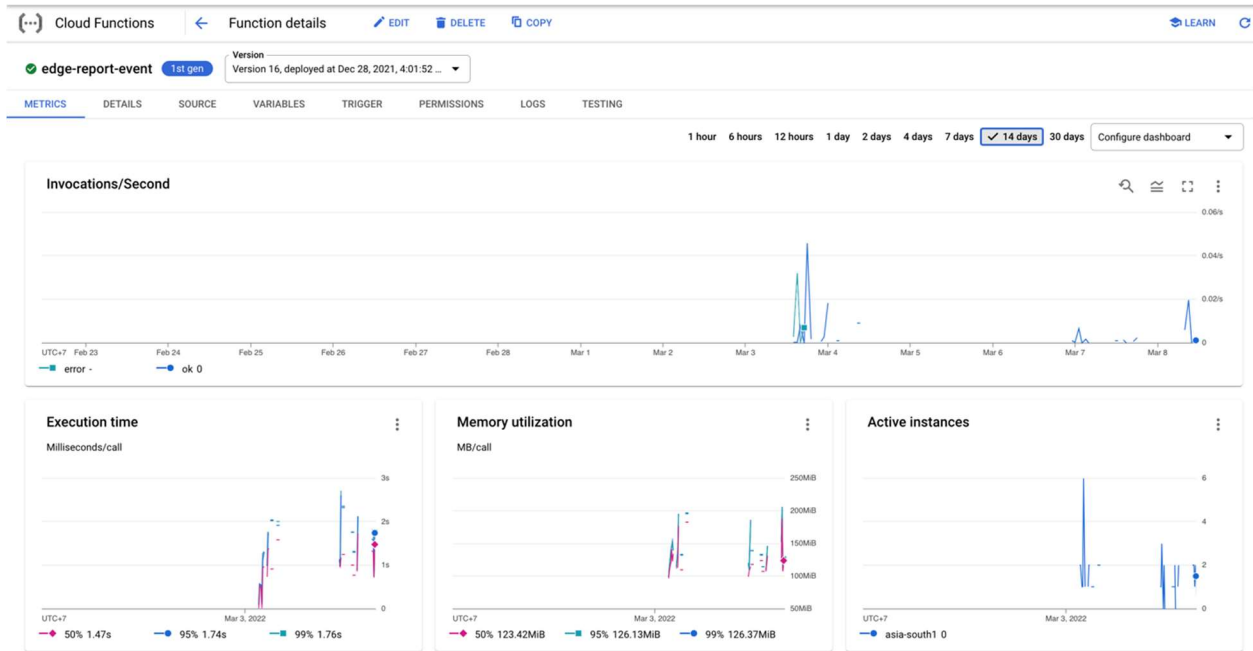 Cloud Functions Function details EDIT DELETE COPY LEARN
edge-report-event 1st gen Version Version 16, deployed at Dec 28, 2021, 4:01:52 ...
METRICS DETAILS SOURCE VARIABLES TRIGGER PERMISSIONS LOGS TESTING
1 hour 6 hours 12 hours 1 day 2 days 4 days 7 days 14 days 30 days Configure dashboard
Invocations/Second
0.06/s
0.04/s
0.02/s
0
UTC+7 Feb 23 Feb 24 Feb 25 Feb 26 Feb 27 Feb 28 Mar 1 Mar 2 Mar 3 Mar 4 Mar 5 Mar 6 Mar 7 Mar 8
error - ok 0
Execution time
Milliseconds/call
3s
2s
1s
0
UTC+7 Mar 3, 2022
50% 1.47s 95% 1.74s 99% 1.76s
Memory utilization
MB/call
250MiB
200MiB
150MiB
100MiB
50MiB
UTC+7 Mar 3, 2022
50% 123.42MiB 95% 126.13MiB 99% 126.37MiB
Active instances
6
4
2
0
UTC+7 Mar 3, 2022
asia-south1 0